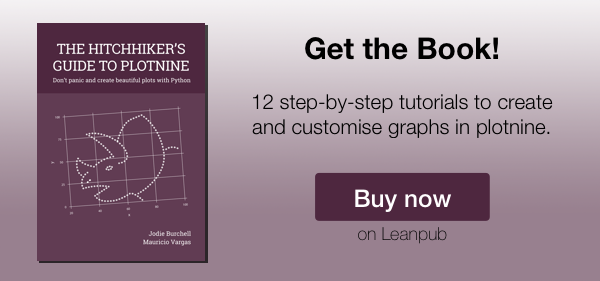 THE HITCHHIKER'S
GUIDE TO PLOTNINE
Don't panic and create beautiful plots with Python
Jodie Burchell
Mauricio Vargas
Get the Book!
12 step-by-step tutorials to create
and customise graphs in plotnine.
Buy now
on Leanpub